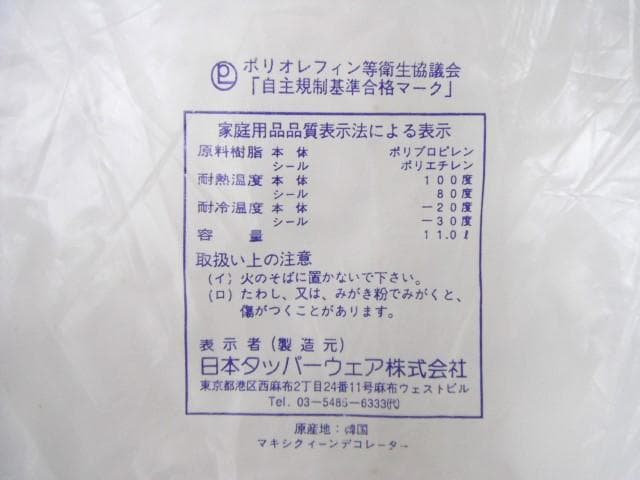 ポリオレフィン等衛生協議会
「自主規制基準合格マーク」
家庭用品品質表示法による表示
原料樹脂 本体 ポリプロピレン
シール ポリエチレン
耐熱温度 本体 100度
シール 80度
耐冷温度 本体 -20度
シール -30度
容量 11.0ℓ
取扱い上の注意
(イ) 火のそばに置かないで下さい。
(ロ) たわし、又は、みがき粉でみがくと、
傷がつくことがあります。
表示者(製造元)
日本タッパーウェア株式会社
東京都港区西麻布2丁目24番11号麻布ウェストビル
Tel. 03-5485-6333㈹
原産地:韓国
マキシクィーンデコレーター